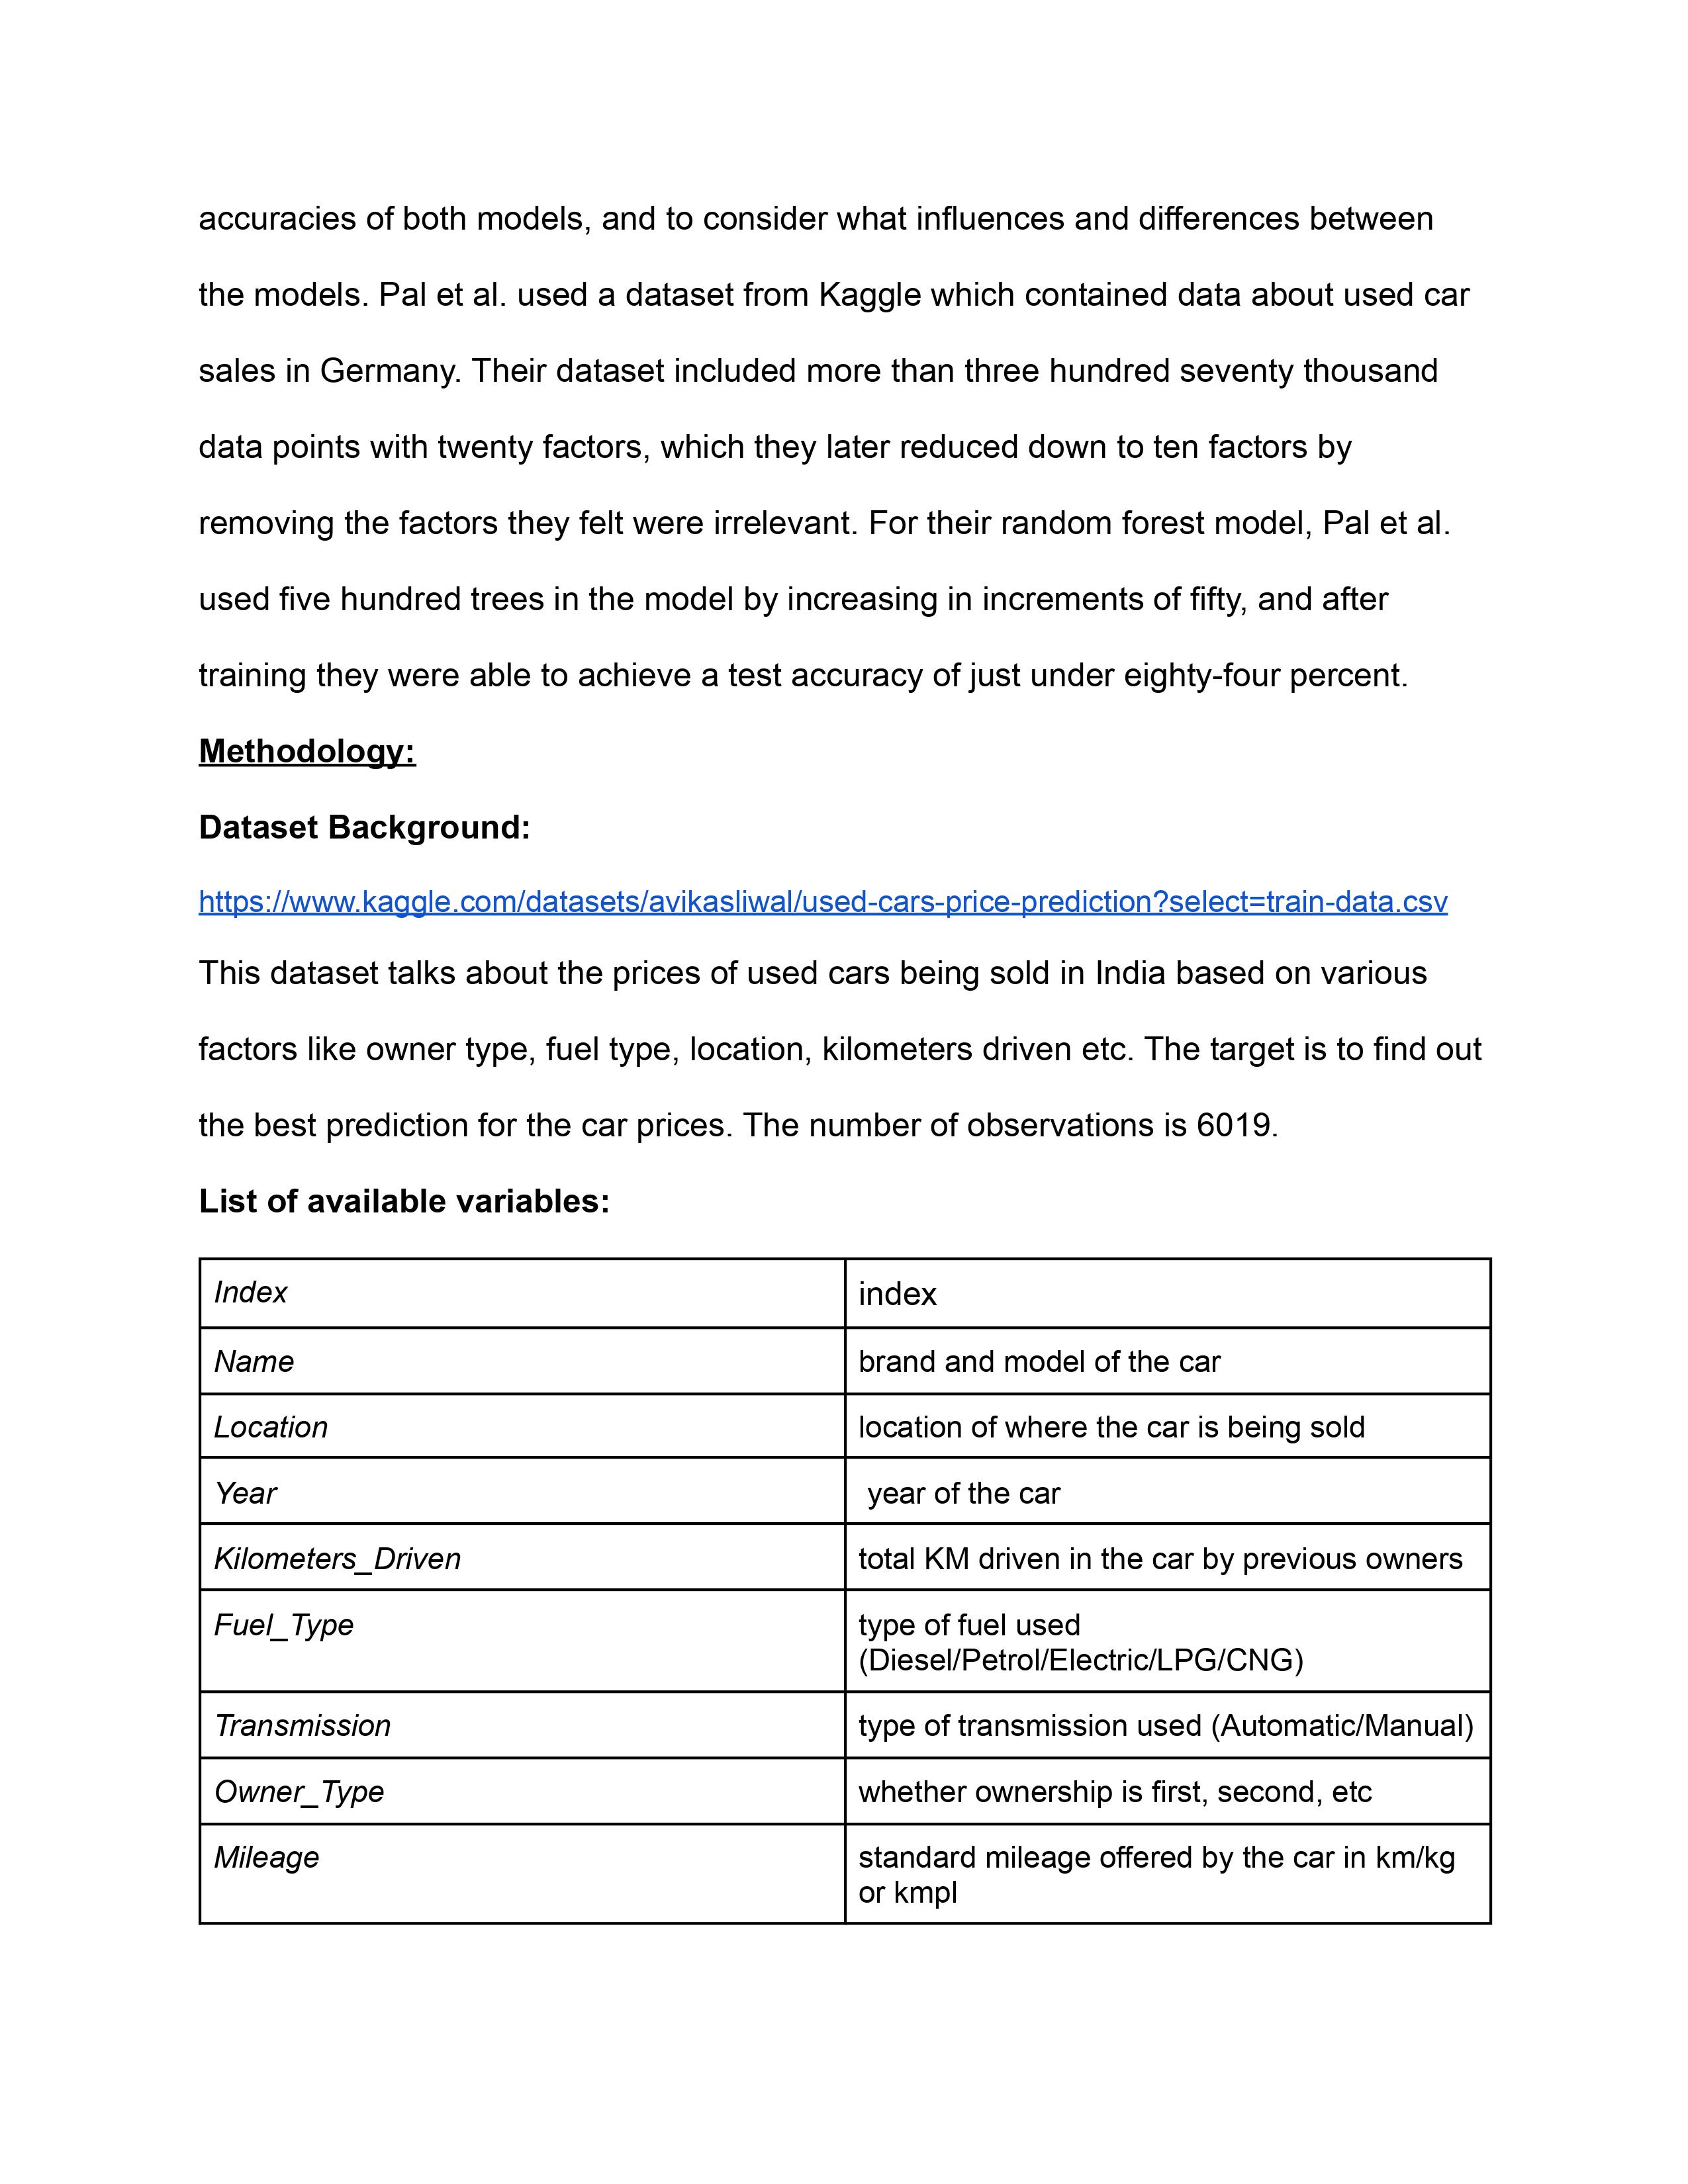 accuracies of both models, and to consider what influences and differences between
the models. Pal et al. used a dataset from Kaggle which contained data about used car
sales in Germany. Their dataset included more than three hundred seventy thousand
data points with twenty factors, which they later reduced down to ten factors by
removing the factors they felt were irrelevant. For their random forest model, Pal et al.
used five hundred trees in the model by increasing in increments of fifty, and after
training they were able to achieve a test accuracy of just under eighty-four percent.
Methodology:
Dataset Background:
https://www.kaggle.com/datasets/avikasliwal/used-cars-price-prediction?select=train-data.csv
This dataset talks about the prices of used cars being sold in India based on various
factors like owner type, fuel type, location, kilometers driven etc. The target is to find out
the best prediction for the car prices. The number of observations is 6019.
List of available variables:
Index index
Name brand and model of the car
Location location of where the car is being sold
Year year of the car
Kilometers_Driven total KM driven in the car by previous owners
Fuel_Type type of fuel used
(Diesel/Petrol/Electric/LPG/CNG)
Transmission type of transmission used (Automatic/Manual)
Owner_Type whether ownership is first, second, etc
Mileage standard mileage offered by the car in km/kg
or kmpl